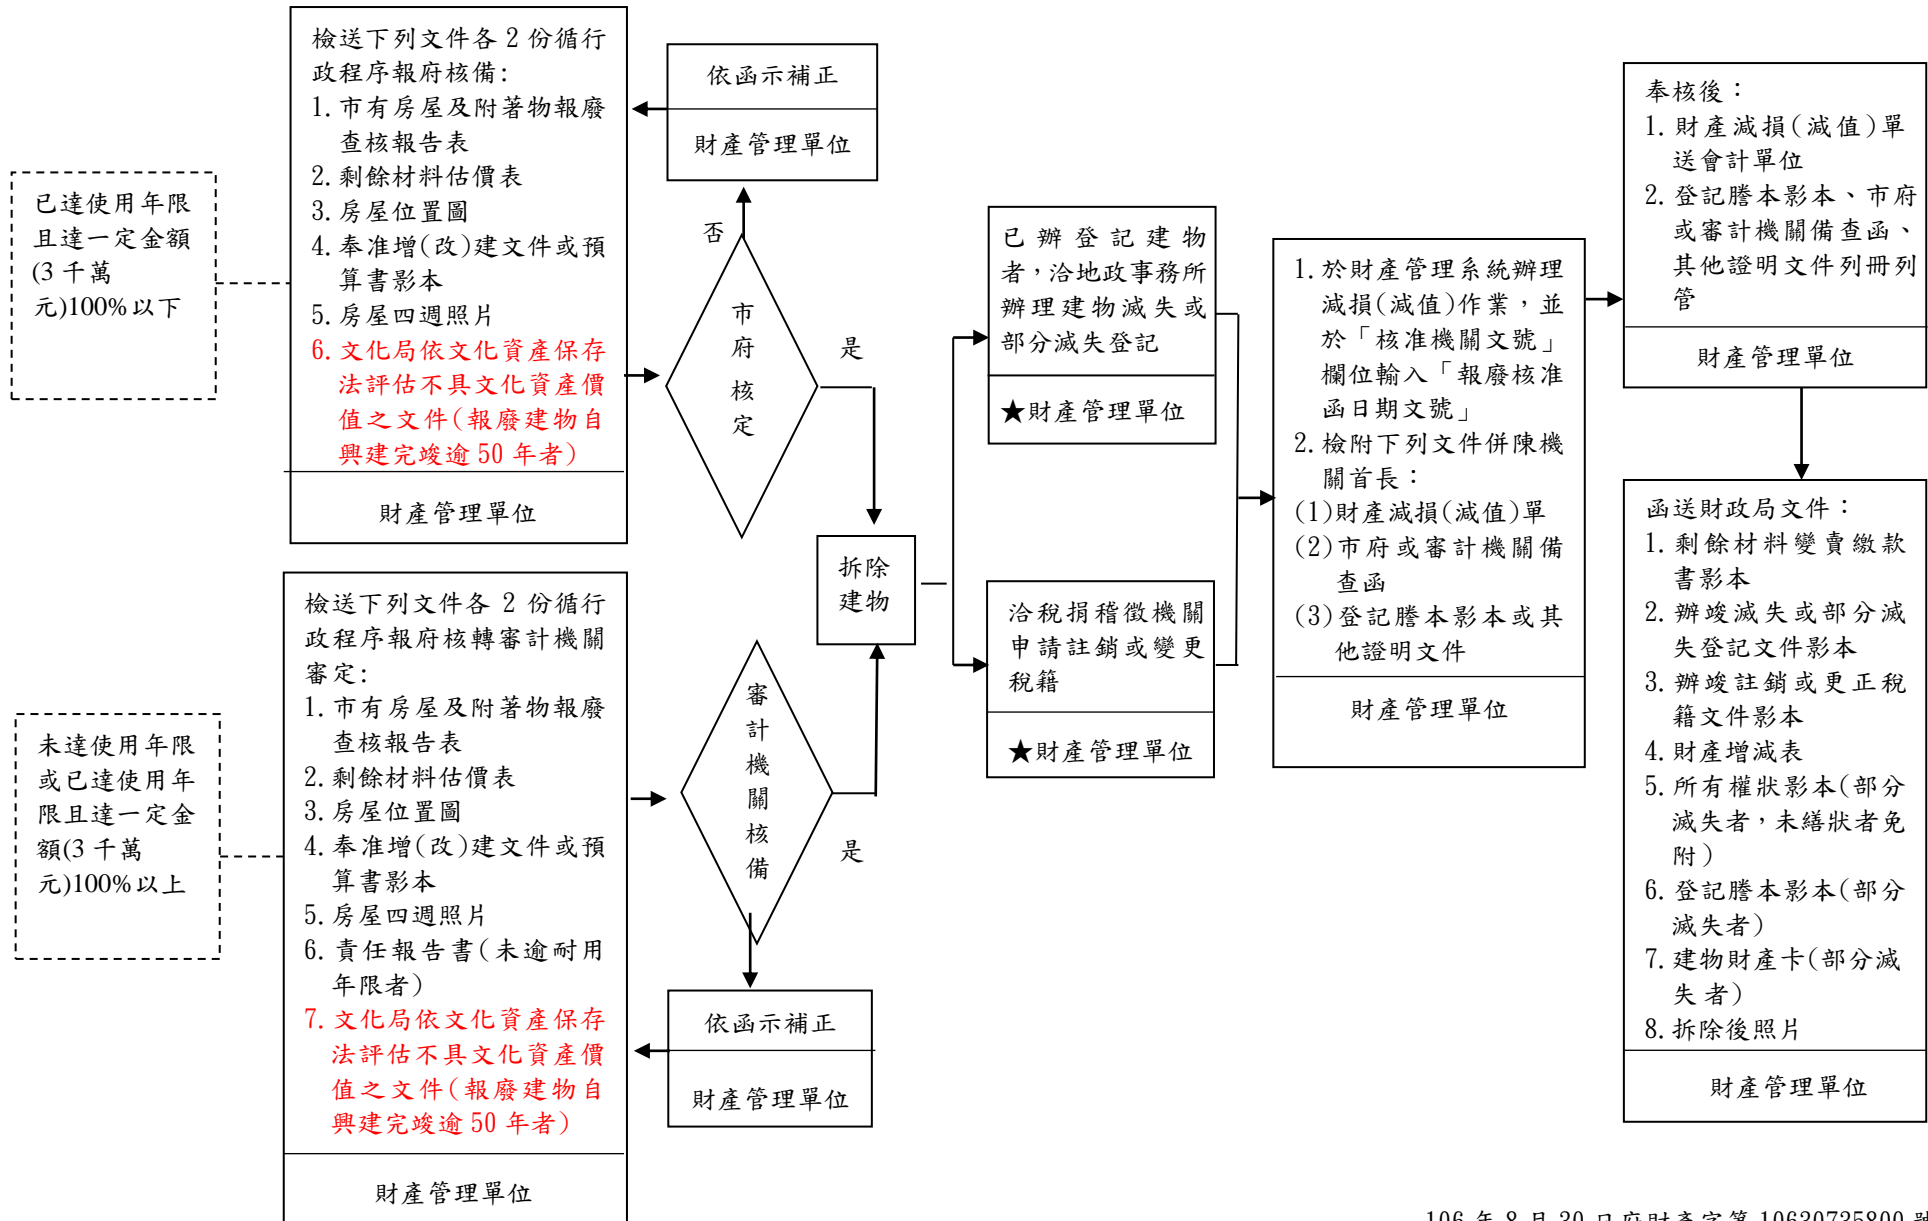 已達使用年限
且達一定金額
(3 千萬
元)100%以下
檢送下列文件各 2 份循行
政程序報府核備:
1. 市有房屋及附著物報廢
查核報告表
2. 剩餘材料估價表
3. 房屋位置圖
4. 奉准增(改)建文件或預
算書影本
5. 房屋四週照片
6. 文化局依文化資產保存
法評估不具文化資產價
值之文件(報廢建物自
興建完竣逾 50 年者)
財產管理單位
依函示補正
財產管理單位
否
市
府
核
定
是
未達使用年限
或已達使用年
限且達一定金
額(3 千萬
元)100%以上
檢送下列文件各 2 份循行
政程序報府核轉審計機關
審定:
1. 市有房屋及附著物報廢
查核報告表
2. 剩餘材料估價表
3. 房屋位置圖
4. 奉准增(改)建文件或預
算書影本
5. 房屋四週照片
6. 責任報告書(未逾耐用
年限者)
7. 文化局依文化資產保存
法評估不具文化資產價
值之文件(報廢建物自
興建完竣逾 50 年者)
財產管理單位
審
計
機
關
核
備
是
依函示補正
財產管理單位
拆除
建物
已辦登記建物
者,洽地政事務所
辦理建物滅失或
部分滅失登記
★財產管理單位
洽稅捐稽徵機關
申請註銷或變更
稅籍
★財產管理單位
1. 於財產管理系統辦理
減損(減值)作業,並
於「核准機關文號」
欄位輸入「報廢核准
函日期文號」
2. 檢附下列文件併陳機
關首長：
(1)財產減損(減值)單
(2)市府或審計機關備
查函
(3)登記謄本影本或其
他證明文件
財產管理單位
奉核後：
1. 財產減損(減值)單
送會計單位
2. 登記謄本影本、市府
或審計機關備查函、
其他證明文件列冊列
管
財產管理單位
函送財政局文件：
1. 剩餘材料變賣繳款
書影本
2. 辦竣滅失或部分滅
失登記文件影本
3. 辦竣註銷或更正稅
籍文件影本
4. 財產增減表
5. 所有權狀影本(部分
滅失者,未繕狀者免
附)
6. 登記謄本影本(部分
滅失者)
7. 建物財產卡(部分滅
失者)
8. 拆除後照片
財產管理單位
106 年 8 月 30 日府財產字第 10630735800 號